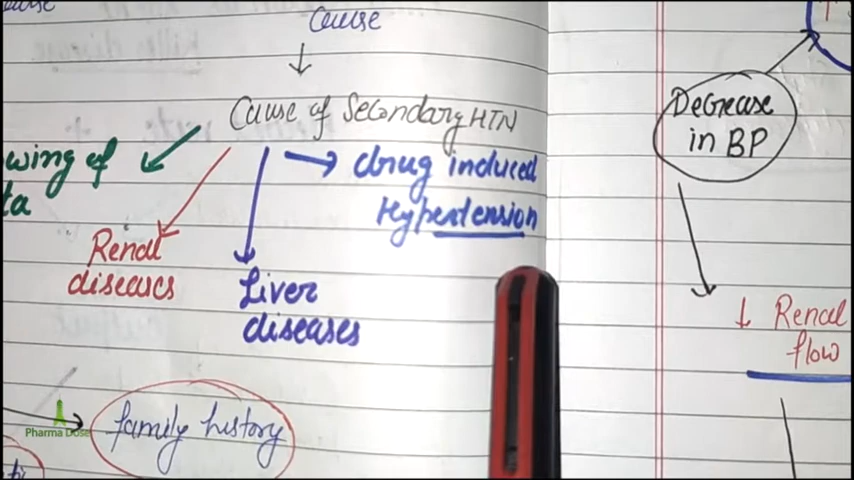 Cause
↓
Cause of Secondary HTN
drug induced
Hypertension
Renal
diseases
Liver
diseases
family history
Pharma Dose
Decrease
in BP
↓ Renal
flow